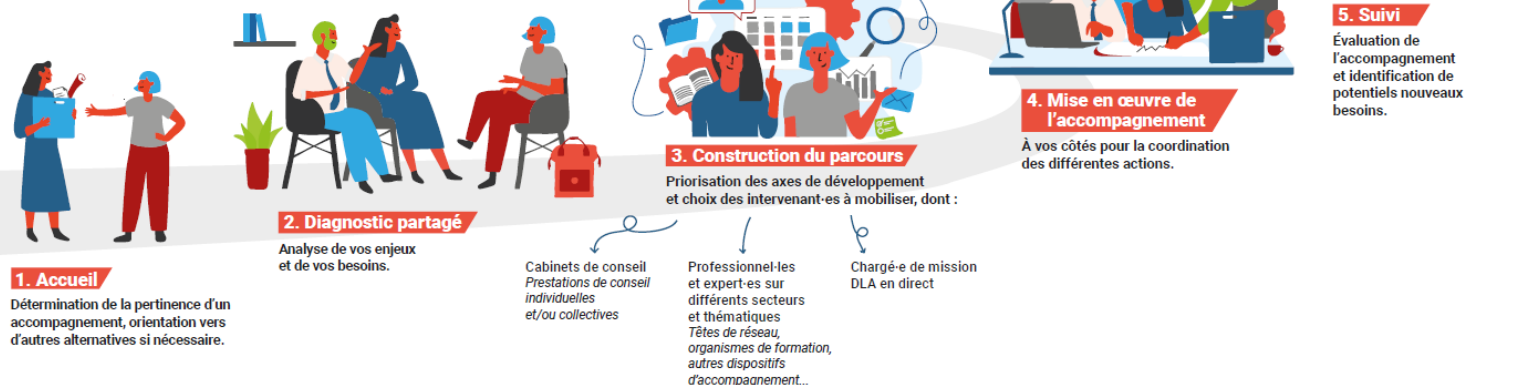 1. Accueil
Détermination de la pertinence d'un
accompagnement, orientation vers
d'autres alternatives si nécessaire.
2. Diagnostic partagé
Analyse de vos enjeux
et de vos besoins.
3. Construction du parcours
Priorisation des axes de développement
et choix des intervenant·es à mobiliser, dont :
Cabinets de conseil
Prestations de conseil
individuelles
et/ou collectives
Professionnel·les
et expert·es sur
différents secteurs
et thématiques
Têtes de réseau,
organismes de formation,
autres dispositifs
d'accompagnement...
Chargé·e de mission
DLA en direct
4. Mise en œuvre de
l'accompagnement
À vos côtés pour la coordination
des différentes actions.
5. Suivi
Évaluation de
l'accompagnement
et identification de
potentiels nouveaux
besoins.